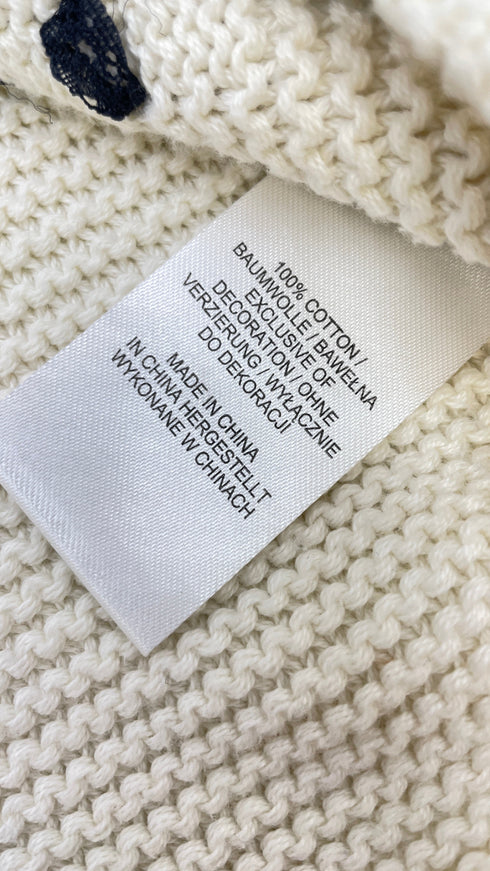 100% COTTON /
BAUMWOLLE / BAWEŁNA
EXCLUSIVE OF
DECORATION / OHNE
VERZIERUNG / WYŁĄCZNIE
DO DEKORACJI
MADE IN CHINA
IN CHINA HERGESTELLT
WYKONANE W CHINACH